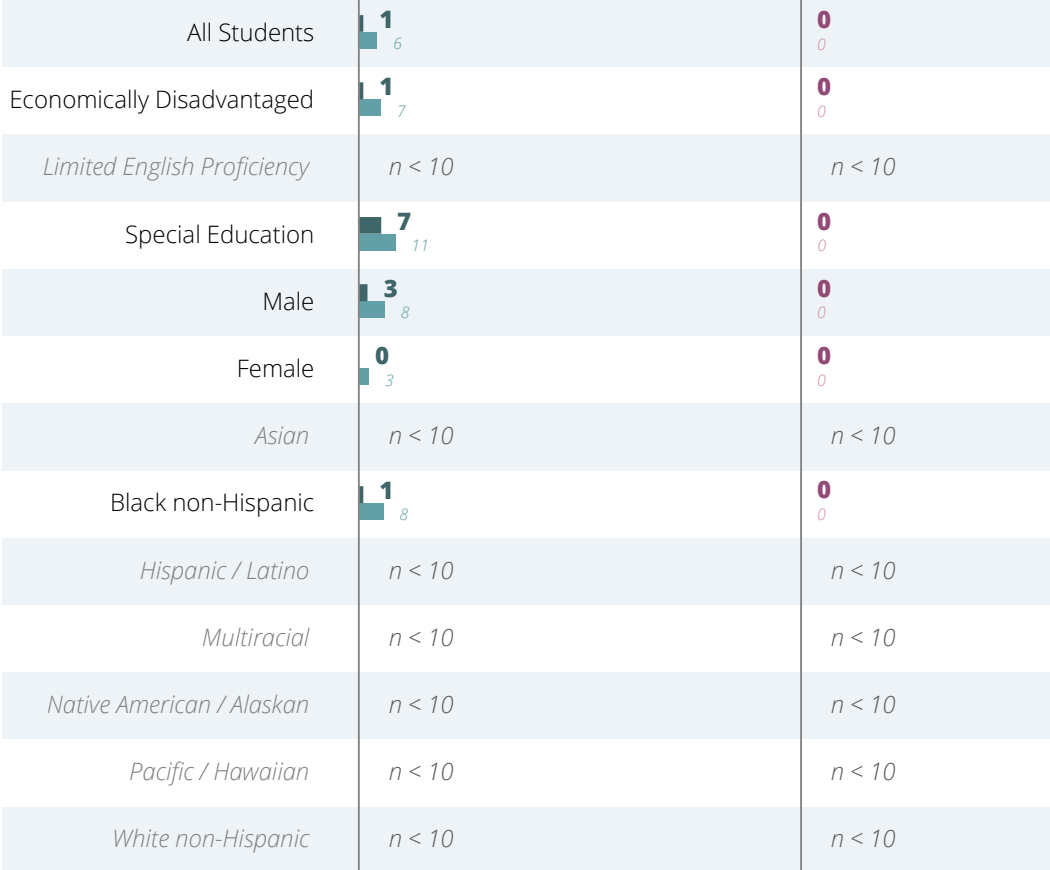 All Students 1 0
6 0
Economically Disadvantaged 1 0
7 0
Limited English Proficiency n < 10 n < 10
Special Education 7 0
11 0
Male 3 0
8 0
Female 0 0
3 0
Asian n < 10 n < 10
Black non-Hispanic 1 0
8 0
Hispanic / Latino n < 10 n < 10
Multiracial n < 10 n < 10
Native American / Alaskan n < 10 n < 10
Pacific / Hawaiian n < 10 n < 10
White non-Hispanic n < 10 n < 10